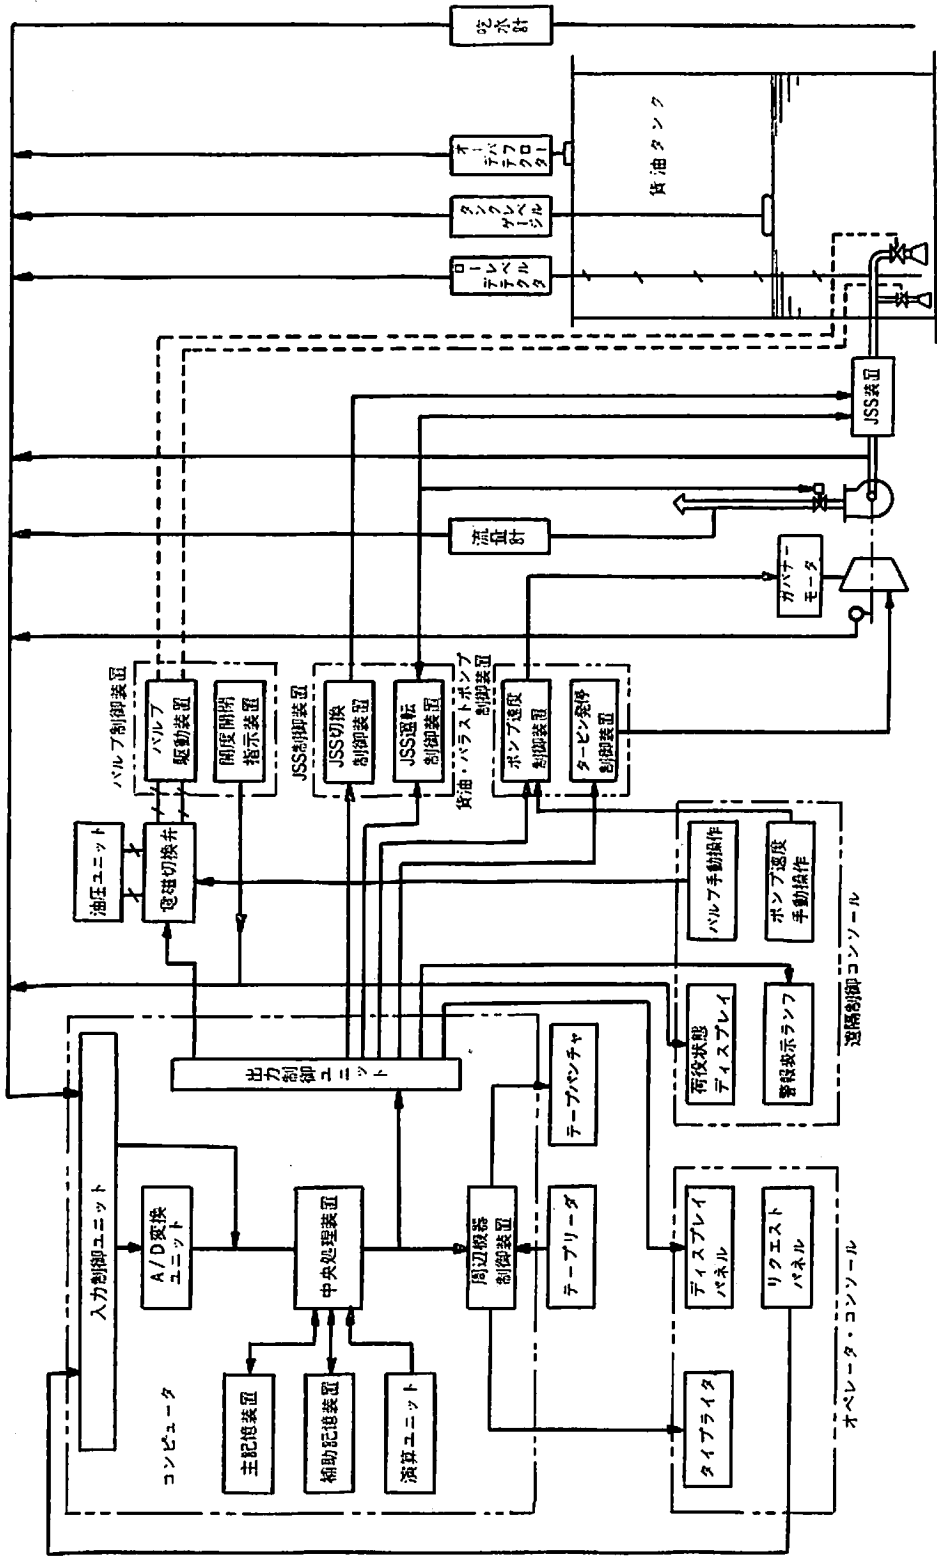 吃水計
オーバフロー
デテクタ
タンクレベル
ゲージ
ローレベル
デテクタ
貨油タンク
JSS装置
流量計
ガバナー
モータ
バルブ制御装置
バルブ
駆動装置
開度開閉
指示装置
JSS制御装置
JSS切換
制御装置
JSS運転
制御装置
貨油・バラストポンプ
制御装置
ポンプ速度
制御装置
タービン発停
制御装置
油圧ユニット
電磁切換弁
バルブ手動操作
ポンプ速度
手動操作
荷役状態
ディスプレイ
警報表示ランプ
遠隔制御コンソール
入力制御ユニット
A/D変換
ユニット
出力制御ユニット
中央処理装置
主記憶装置
補助記憶装置
演算ユニット
コンピュータ
周辺機器
制御装置
テープパンチャ
テープリーダ
ディスプレイ
パネル
リクエスト
パネル
タイプライタ
オペレータ・コンソール